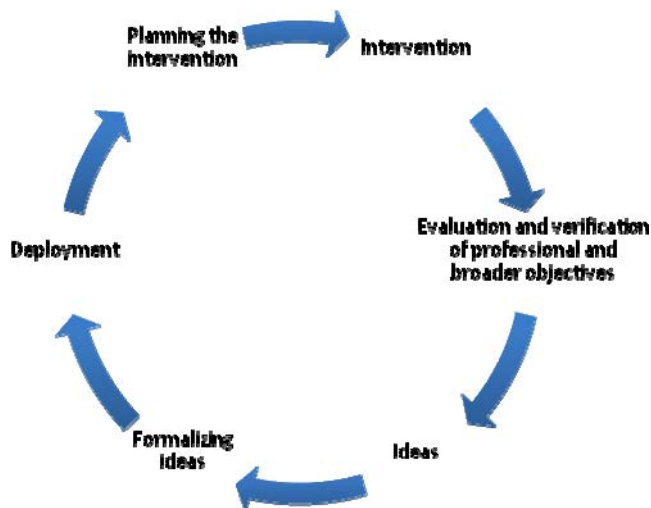 Planning the
intervention
Intervention
Evaluation and verification
of professional and
broader objectives
Ideas
Formalizing
ideas
Deployment